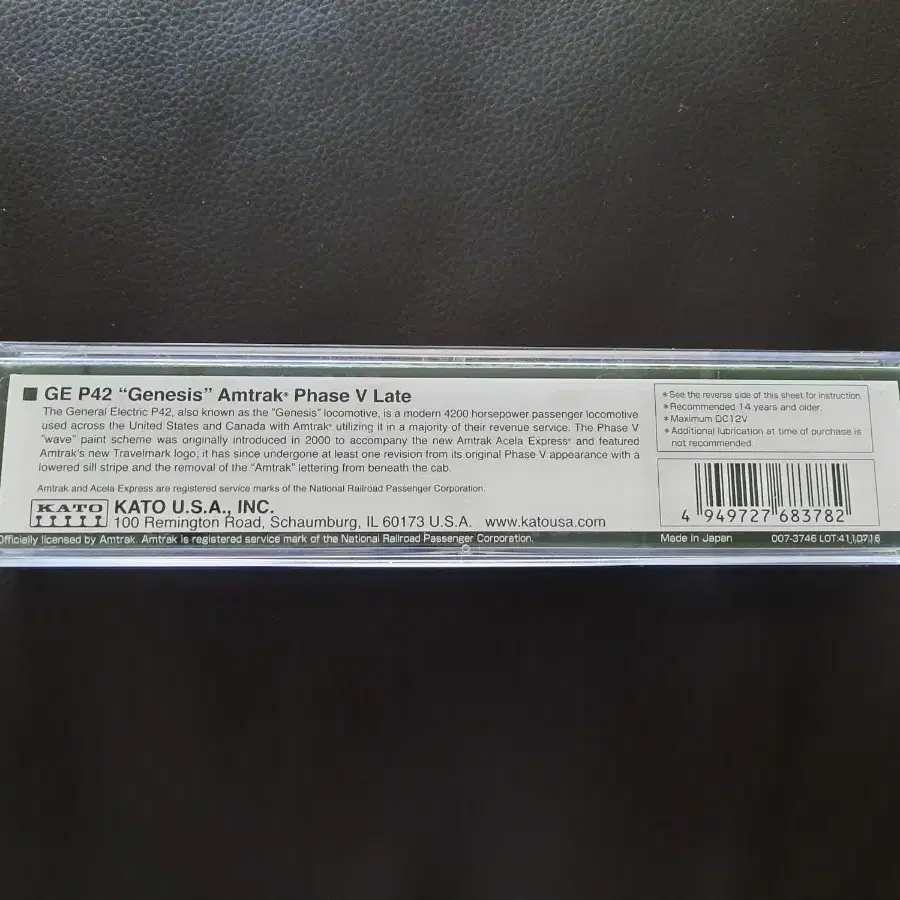 ■ GE P42 “Genesis” Amtrak® Phase V Late
The General Electric P42, also known as the "Genesis" locomotive, is a modern 4200 horsepower passenger locomotive
used across the United States and Canada with Amtrak® utilizing it in a majority of their revenue service. The Phase V
"wave" paint scheme was originally introduced in 2000 to accompany the new Amtrak Acela Express® and featured
Amtrak's new Travelmark logo; it has since undergone at least one revision from its original Phase V appearance with a
lowered sill stripe and the removal of the "Amtrak" lettering from beneath the cab.
Amtrak and Acela Express are registered service marks of the National Railroad Passenger Corporation.
KATO
KATO U.S.A., INC.
100 Remington Road, Schaumburg, IL 60173 U.S.A. www.katousa.com
Officially licensed by Amtrak. Amtrak is registered service mark of the National Railroad Passenger Corporation.
*See the reverse side of this sheet for instruction.
*Recommended 14 years and older.
*Maximum DC12V
*Additional lubrication at time of purchase is
not recommended.
4 949727 683782
Made in Japan
007-3746 LOT: